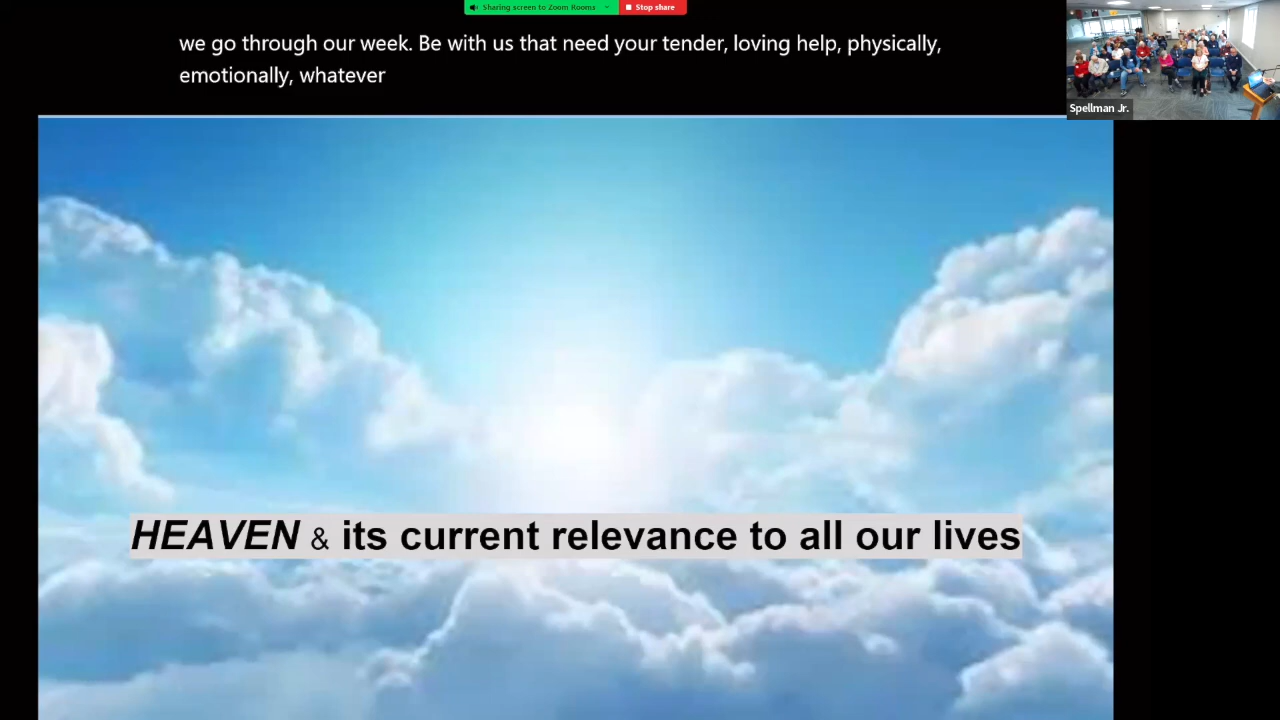 Sharing screen to Zoom Rooms
Stop share
we go through our week. Be with us that need your tender, loving help, physically,
emotionally, whatever
Spellman Jr.
HEAVEN & its current relevance to all our lives